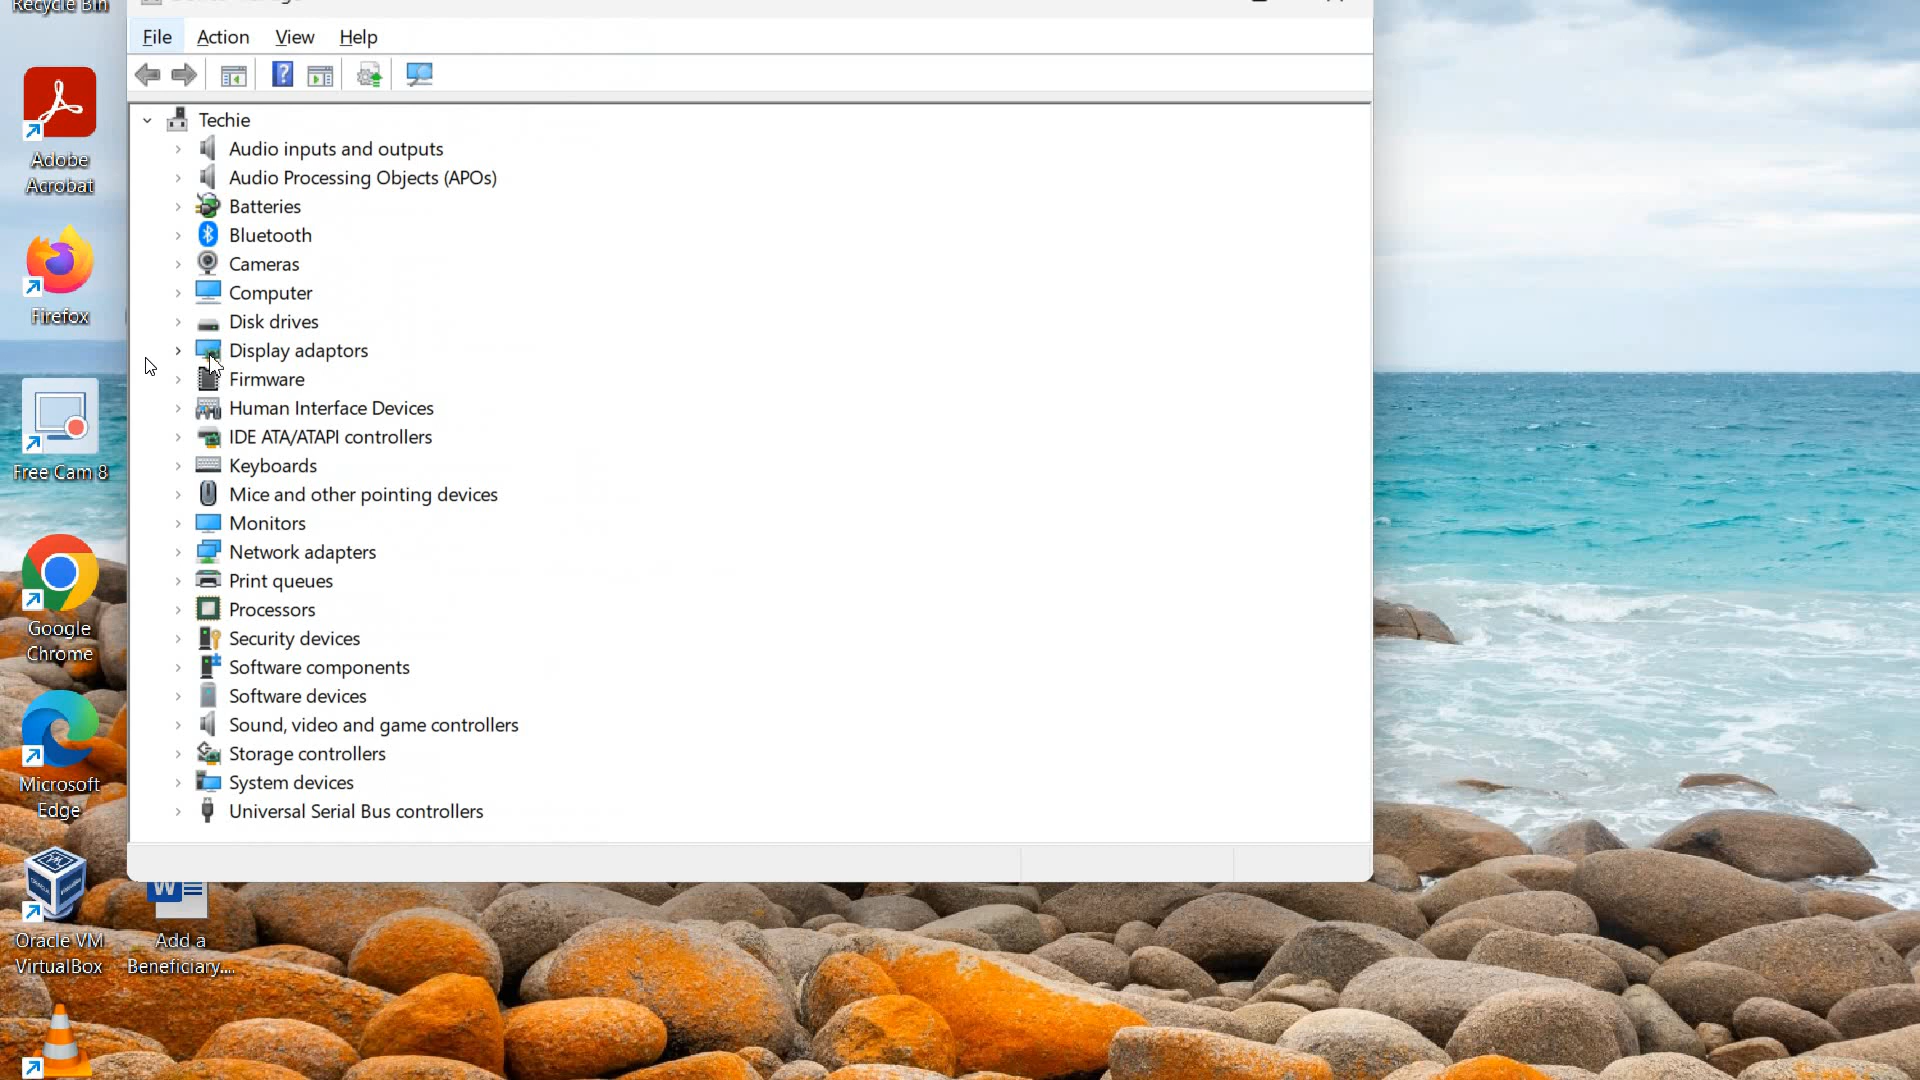 Recycle Bin
File Action View Help
Techie
Audio inputs and outputs
Audio Processing Objects (APOs)
Batteries
Bluetooth
Cameras
Computer
Disk drives
Display adaptors
Firmware
Human Interface Devices
IDE ATA/ATAPI controllers
Keyboards
Mice and other pointing devices
Monitors
Network adapters
Print queues
Processors
Security devices
Software components
Software devices
Sound, video and game controllers
Storage controllers
System devices
Universal Serial Bus controllers
Adobe
Acrobat
Firefox
Free Cam 8
Google
Chrome
Microsoft
Edge
Oracle VM
VirtualBox
Add a
Beneficiary....